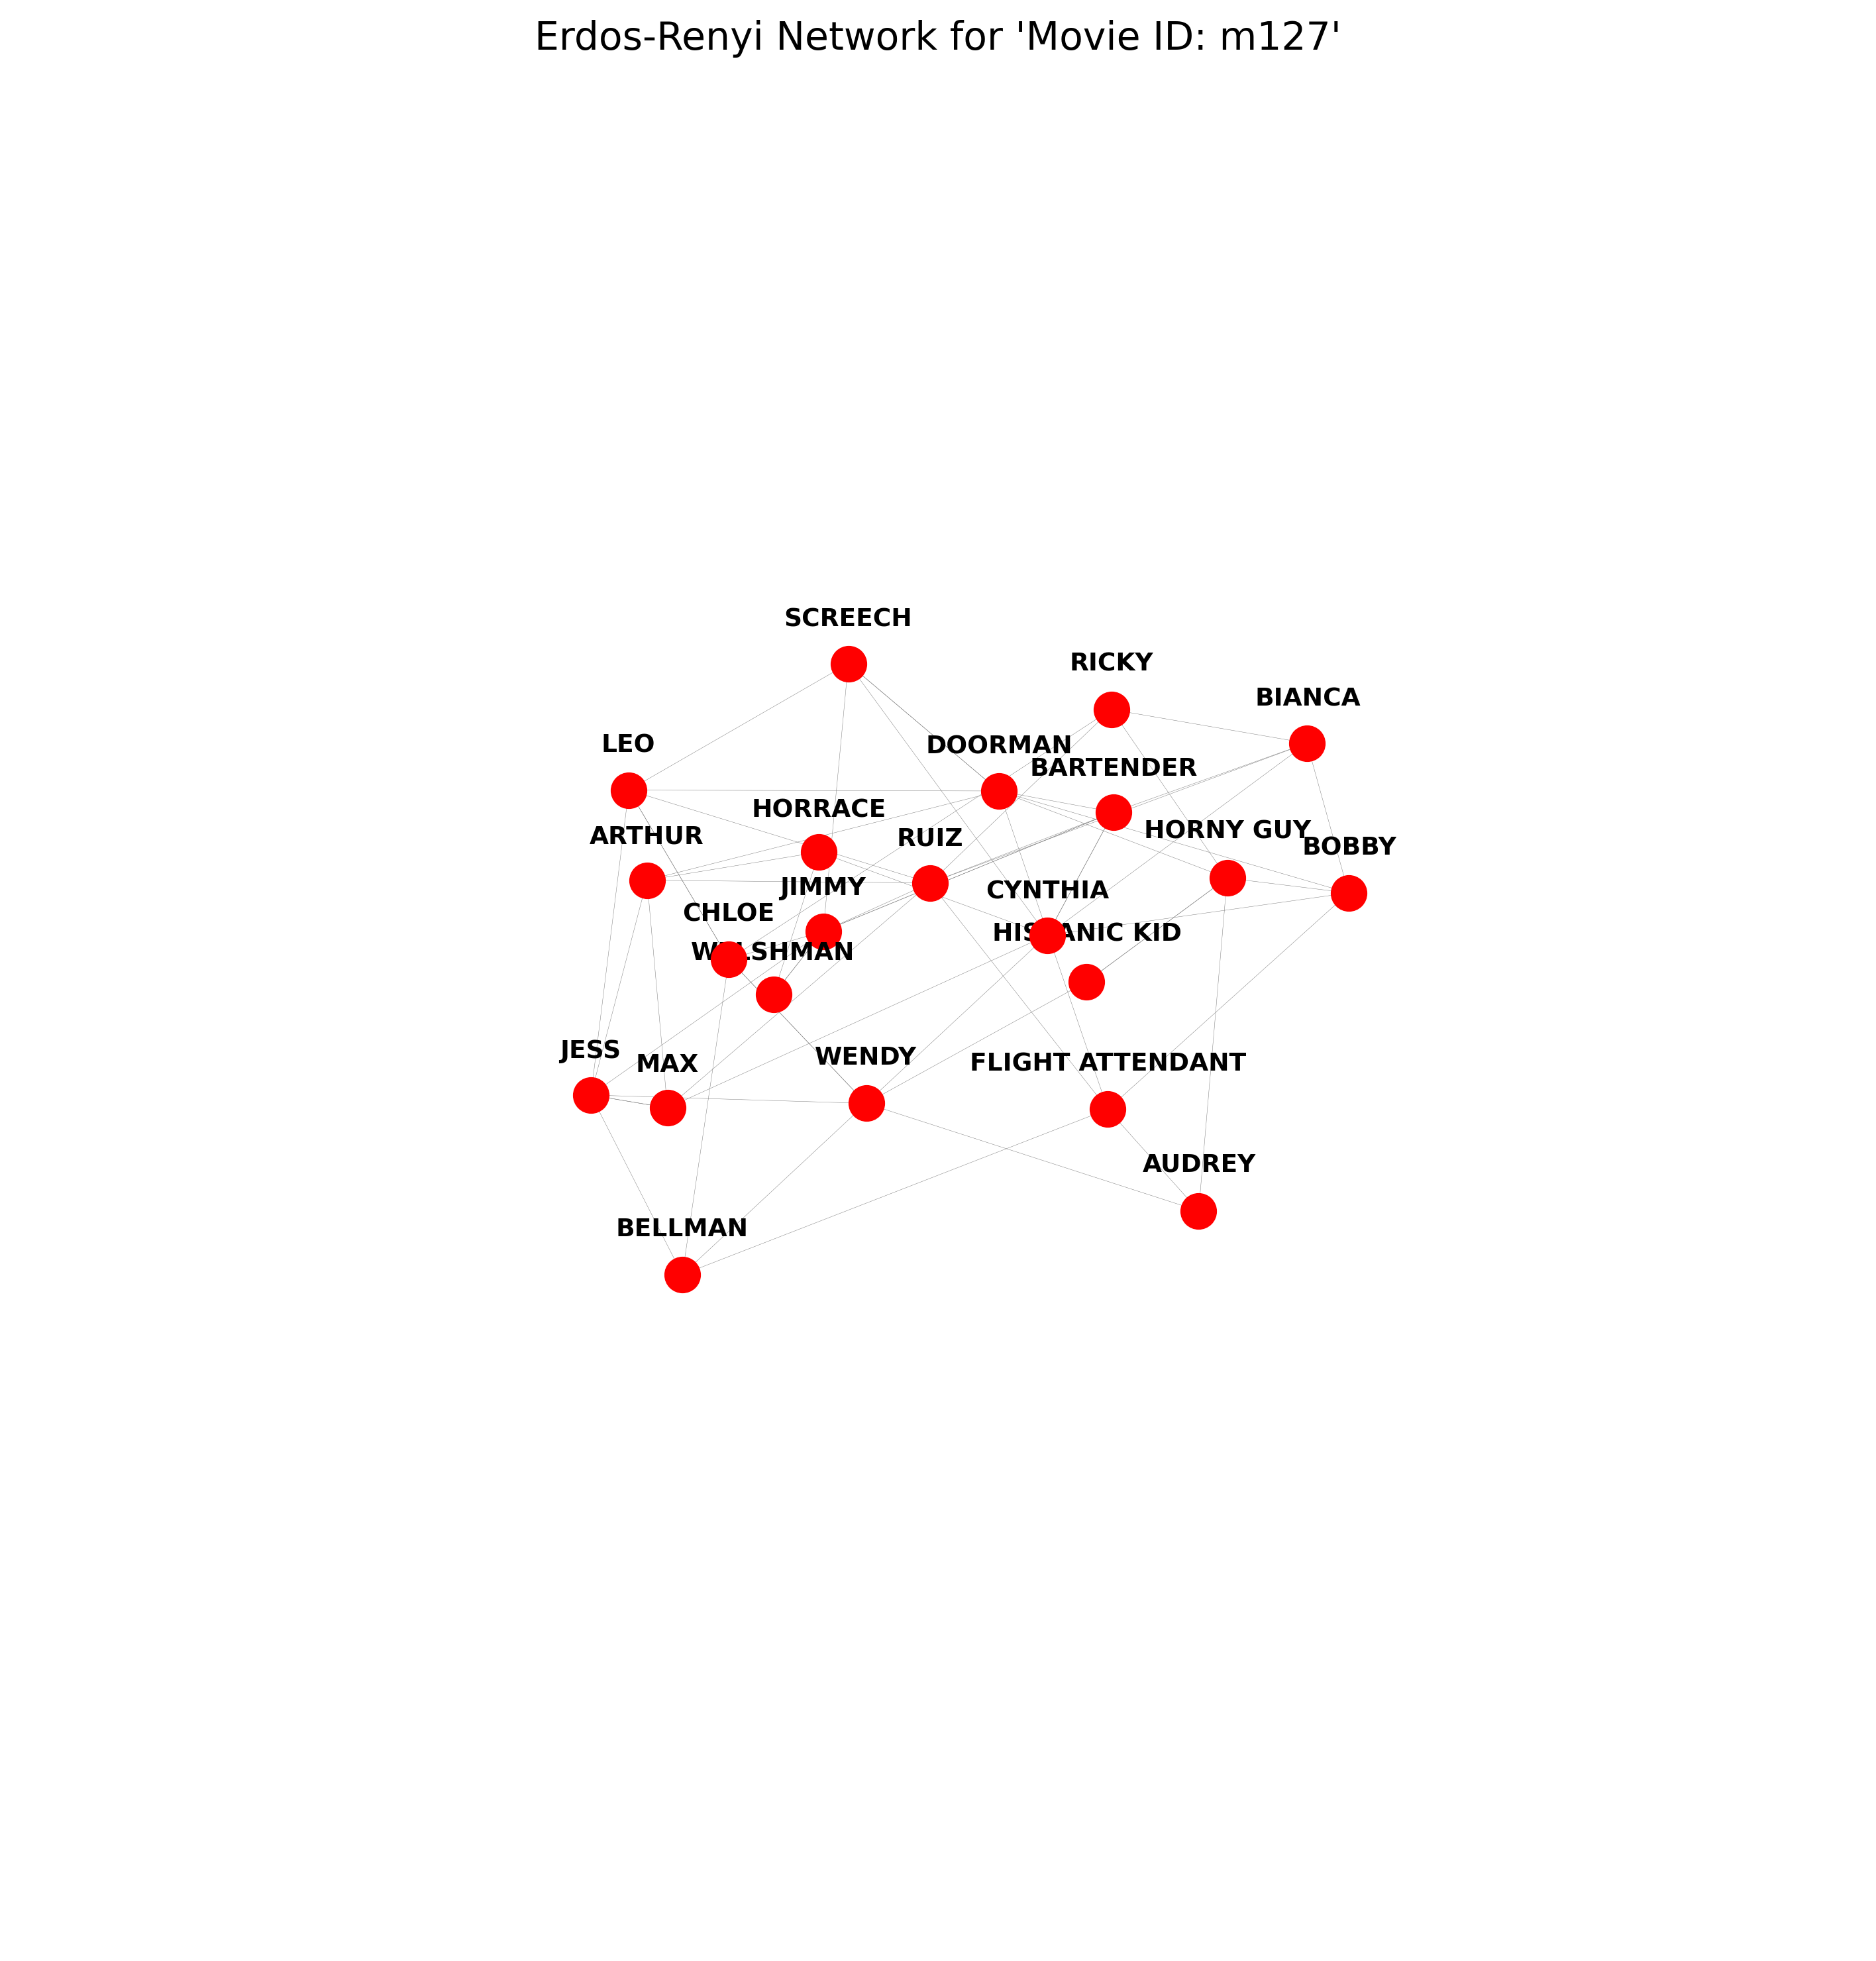 Erdos-Renyi Network for 'Movie ID: m127'
SCREECH
RICKY
BIANCA
LEO
DOORMAN
BARTENDER
HORRACE
ARTHUR
RUIZ
HORNY GUY
BOBBY
JIMMY
CYNTHIA
CHLOE
HISPANIC KID
WELSHMAN
JESS
MAX
WENDY
FLIGHT ATTENDANT
AUDREY
BELLMAN